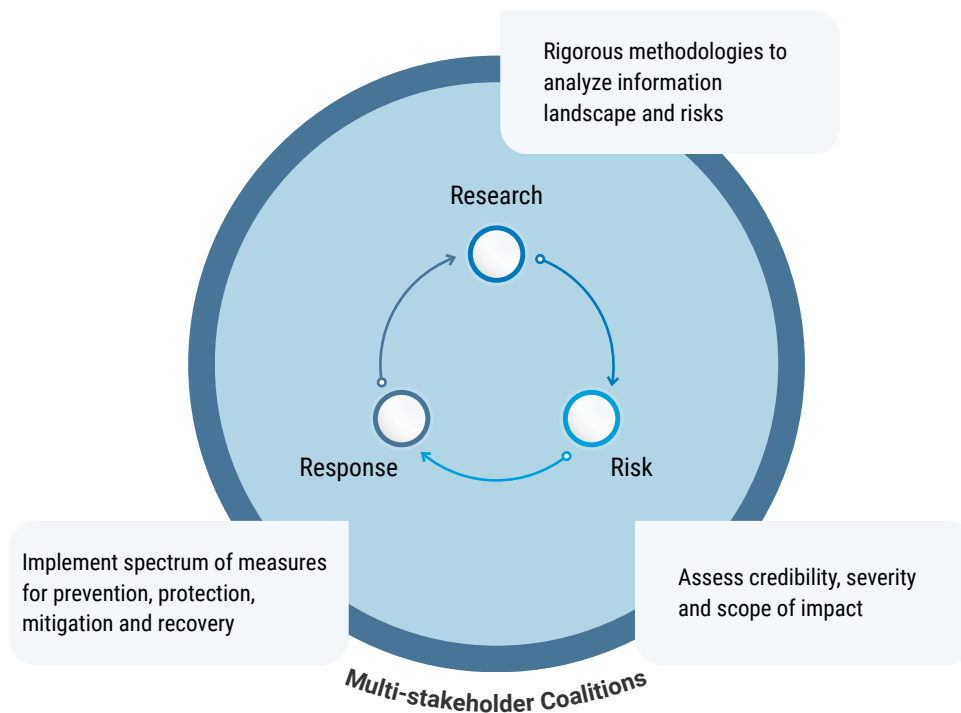 Rigorous methodologies to
analyze information
landscape and risks
Research
Response
Risk
Implement spectrum of measures
for prevention, protection,
mitigation and recovery
Assess credibility, severity
and scope of impact
Multi-stakeholder Coalitions